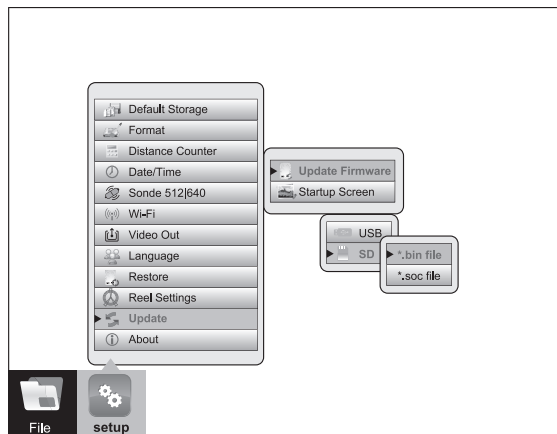 Default Storage
Format
Distance Counter
Date/Time
Sonde 512|640
Wi-Fi
Video Out
Language
Restore
Reel Settings
Update
About
Update Firmware
Startup Screen
USB
SD
*.bin file
*.soc file
File
setup